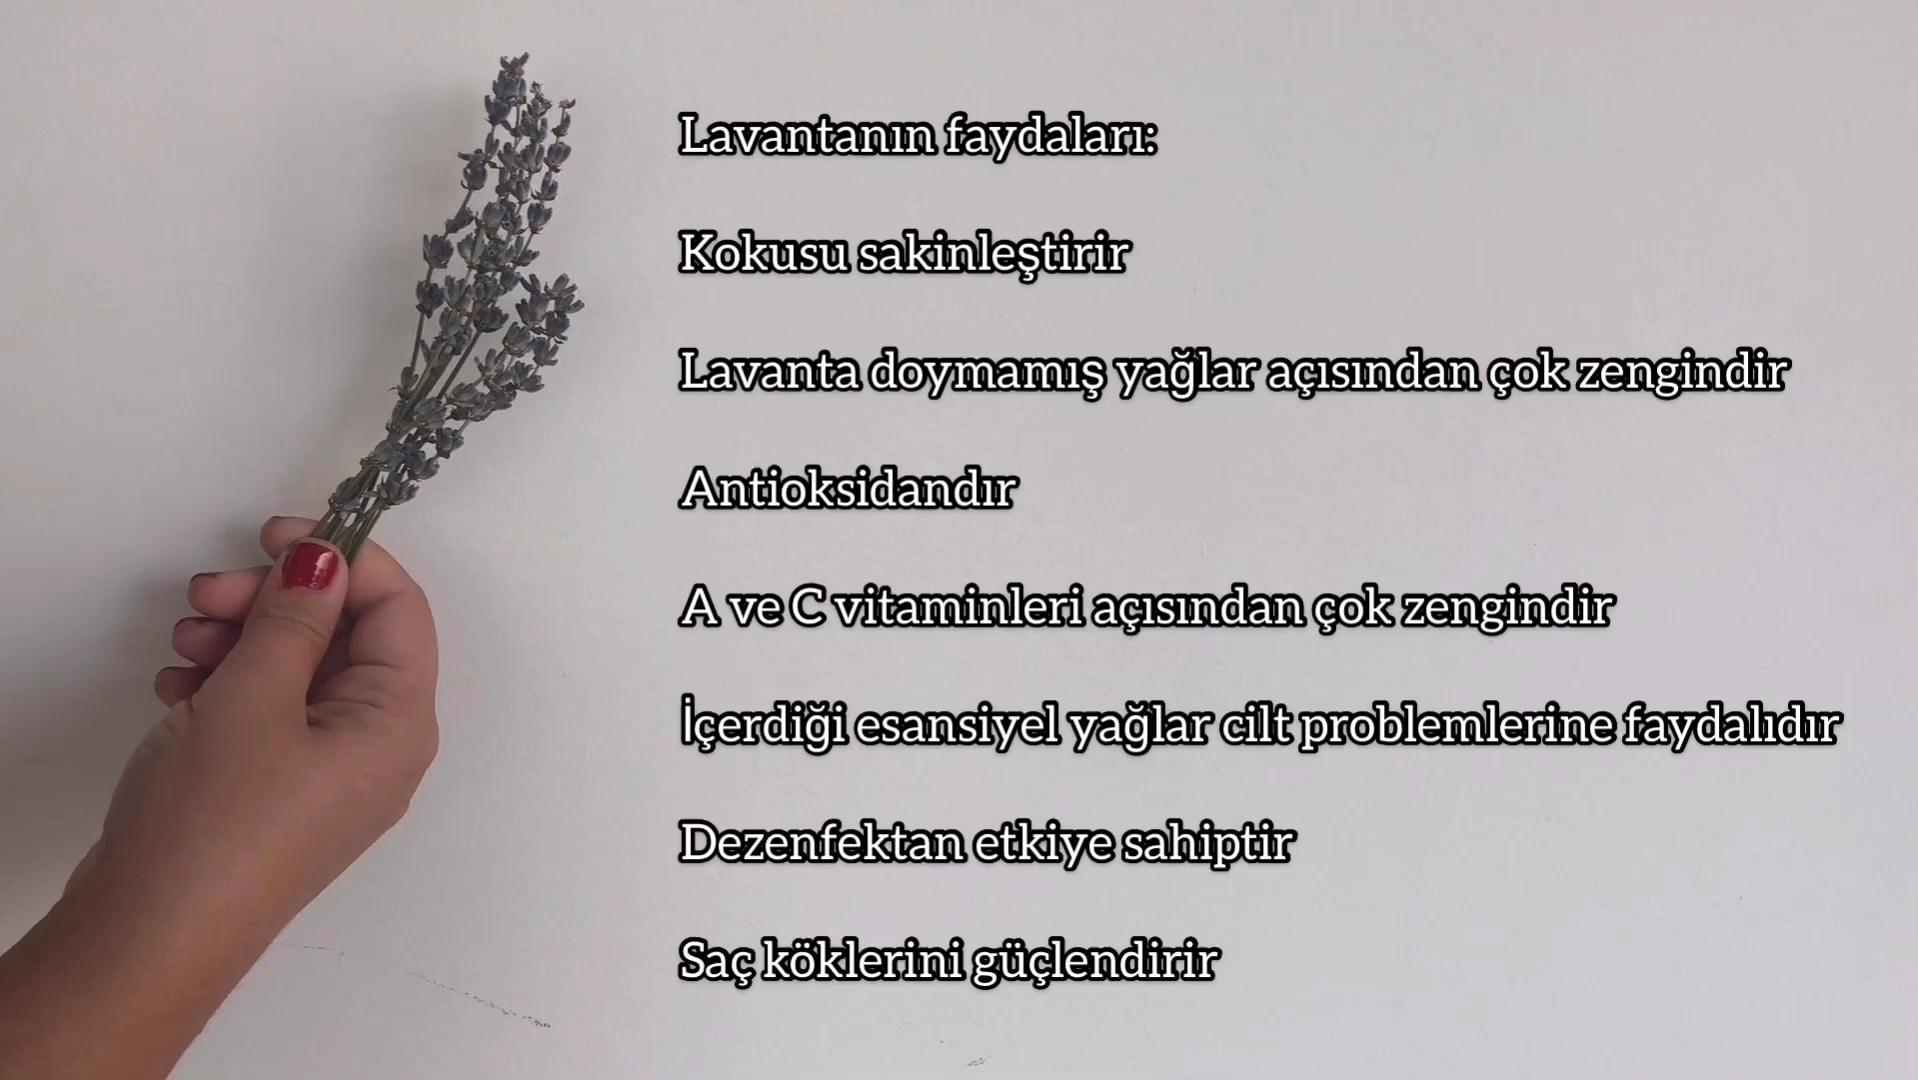 Lavantanın faydaları:
Kokusu sakinleştirir
Lavanta doymamış yağlar açısından çok zengindir
Antioksidandır
A ve C vitaminleri açısından çok zengindir
İçerdiği esansiyel yağlar cilt problemlerine faydalıdır
Dezenfektan etkiye sahiptir
Saç köklerini güçlendirir